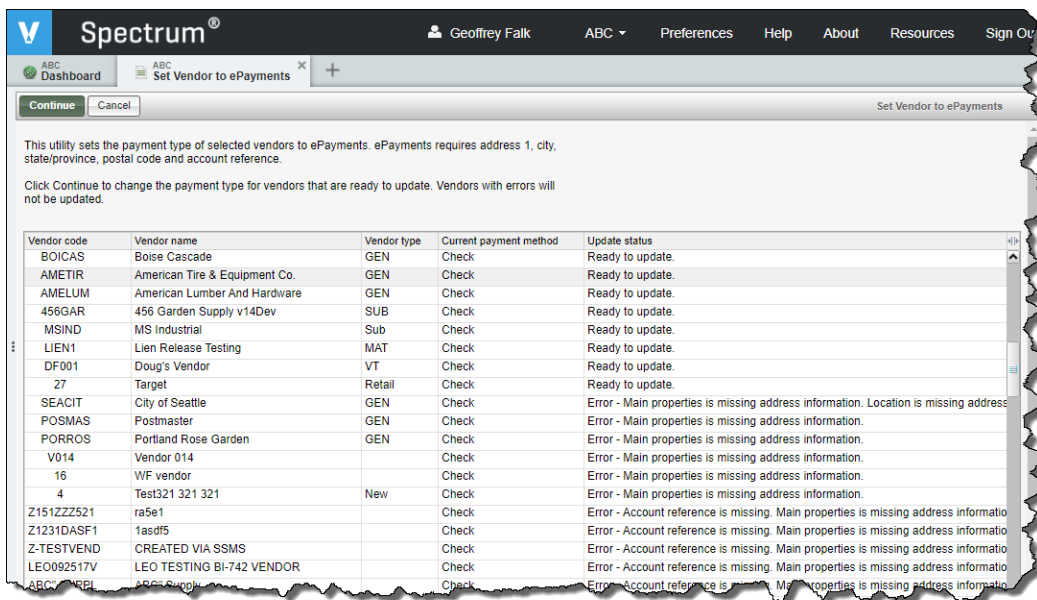 Spectrum®
Geoffrey Falk ABC Preferences Help About Resources Sign
ABC
Dashboard
ABC
Set Vendor to ePayments
Continue Cancel Set Vendor to ePayments
This utility sets the payment type of selected vendors to ePayments. ePayments requires address 1, city,
state/province, postal code and account reference.
Click Continue to change the payment type for vendors that are ready to update. Vendors with errors will
not be updated.
Vendor code Vendor name Vendor type Current payment method Update status
BOICAS Boise Cascade GEN Check Ready to update.
AMETIR American Tire & Equipment Co. GEN Check Ready to update.
AMELUM American Lumber And Hardware GEN Check Ready to update.
456GAR 456 Garden Supply v14Dev SUB Check Ready to update.
MSIND MS Industrial Sub Check Ready to update.
LIEN1 Lien Release Testing MAT Check Ready to update.
DF001 Doug's Vendor VT Check Ready to update.
27 Target Retail Check Ready to update.
SEACIT City of Seattle GEN Check Error - Main properties is missing address information. Location is missing address
POSMAS Postmaster GEN Check Error - Main properties is missing address information.
PORROS Portland Rose Garden GEN Check Error - Main properties is missing address information.
V014 Vendor 014 Check Error - Main properties is missing address information.
16 WF vendor Check Error - Main properties is missing address information.
4 Test321 321 321 New Check Error - Main properties is missing address information.
Z151ZZZ521 ra5e1 Check Error - Account reference is missing. Main properties is missing address informatio
Z1231DASF1 1asdf5 Check Error - Account reference is missing. Main properties is missing address informatio
Z-TESTVEND CREATED VIA SSMS Check Error - Account reference is missing. Main properties is missing address informatio
LEO092517V LEO TESTING BI-742 VENDOR Check Error - Account reference is missing. Main properties is missing address informatio
Supply Check Error - Account reference is missing. Main properties is missing address informatio